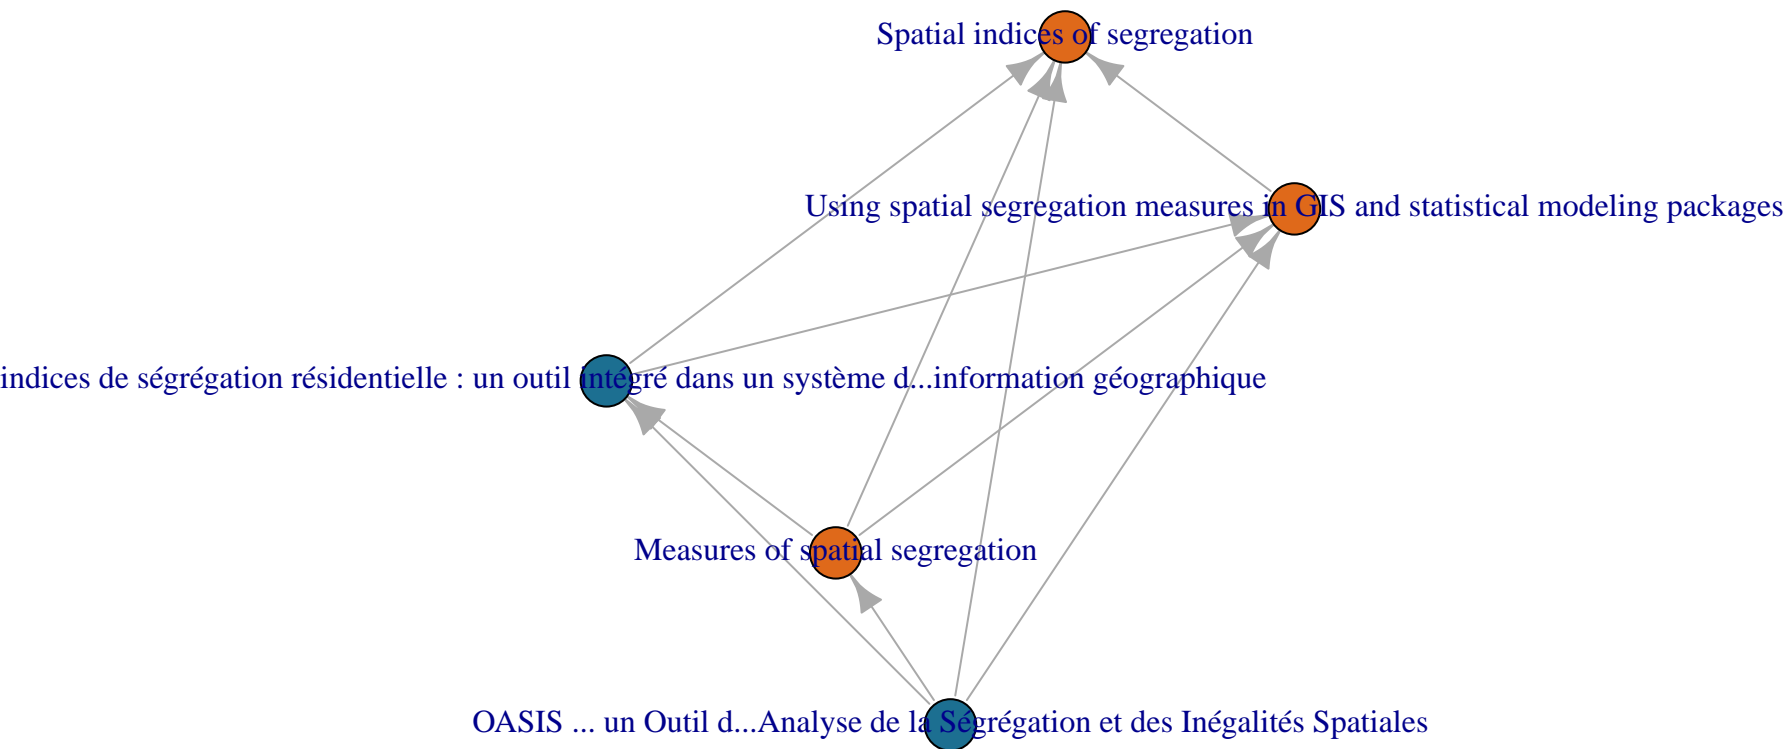 Spatial indices of segregation
Using spatial segregation measures in GIS and statistical modeling packages
indices de ségrégation résidentielle : un outil intégré dans un système d...information géographique
Measures of spatial segregation
OASIS ... un Outil d...Analyse de la Ségrégation et des Inégalités Spatiales